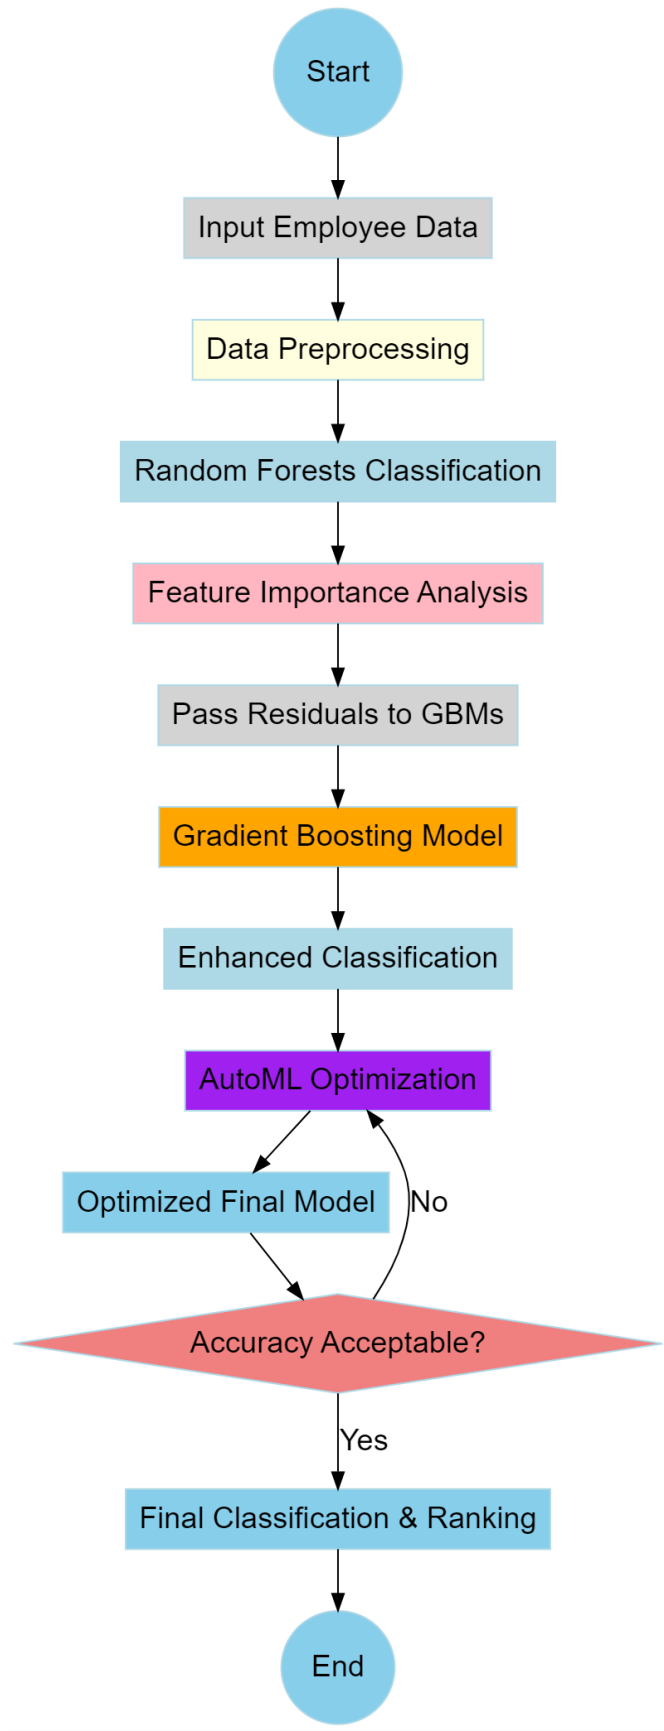 Start
Input Employee Data
Data Preprocessing
Random Forests Classification
Feature Importance Analysis
Pass Residuals to GBMs
Gradient Boosting Model
Enhanced Classification
AutoML Optimization
Optimized Final Model
No
Accuracy Acceptable?
Yes
Final Classification & Ranking
End